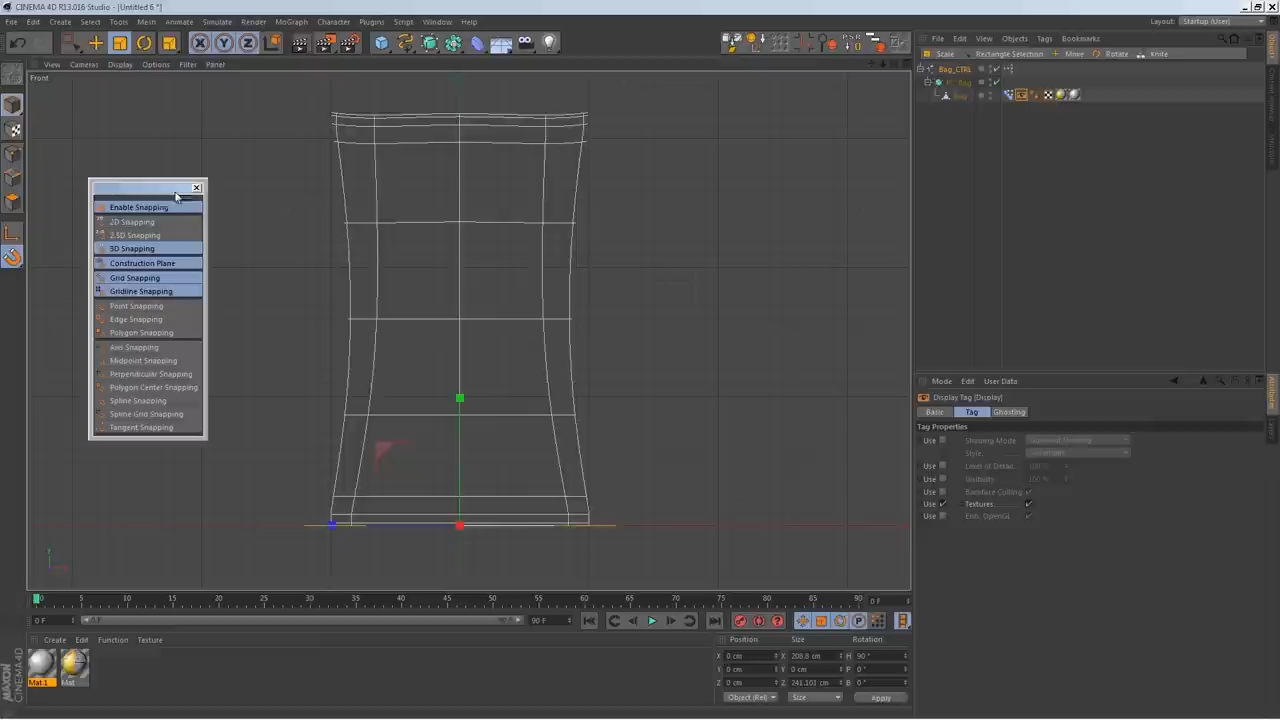 CINEMA 4D R13.016 Studio - [Untitled 6 *]
File Edit Create Select Tools Mesh Animate Simulate Render MoGraph Character Plugins Script Window Help
Layout: Startup (User)
View Cameras Display Options Filter Panel
File Edit View Objects Tags Bookmarks
Scale Rectangle Selection Move Rotate Knife
Front
Bag_CTRL
Enable Snapping
2D Snapping
2.5D Snapping
3D Snapping
Construction Plane
Grid Snapping
Gridline Snapping
Point Snapping
Edge Snapping
Polygon Snapping
Axis Snapping
Midpoint Snapping
Perpendicular Snapping
Polygon Center Snapping
Spline Snapping
Spline Grid Snapping
Tangent Snapping
Mode Edit User Data
Display Tag [Display]
Basic Tag Ghosting
Tag Properties
Use Shading Mode
Style
Use Level of Detail 100 %
Use Visibility 100 %
Use Backface Culling
Use Textures
Use Enh. OpenGL
0 5 10 15 20 25 30 35 40 45 50 55 60 65 70 75 80 85 90 0 F
0 F 90 F 90 F
Create Edit Function Texture
Mat.1 Mat
Position Size Rotation
X 0 cm X 208.8 cm H 90 °
Y 0 cm Y 0 cm P 0 °
Z 0 cm Z 241.103 cm B 0 °
Object (Rel) Size Apply
MAXON CINEMA 4D